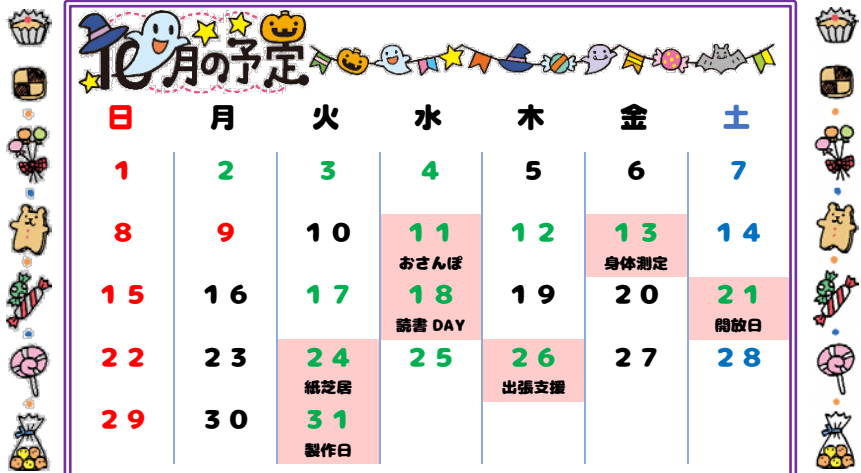 10月の予定
日 月 火 水 木 金 土
1 2 3 4 5 6 7
8 9 10 11 12 13 14
おさんぽ 身体測定
15 16 17 18 19 20 21
読書DAY 開放日
22 23 24 25 26 27 28
紙芝居 出張支援
29 30 31
製作日